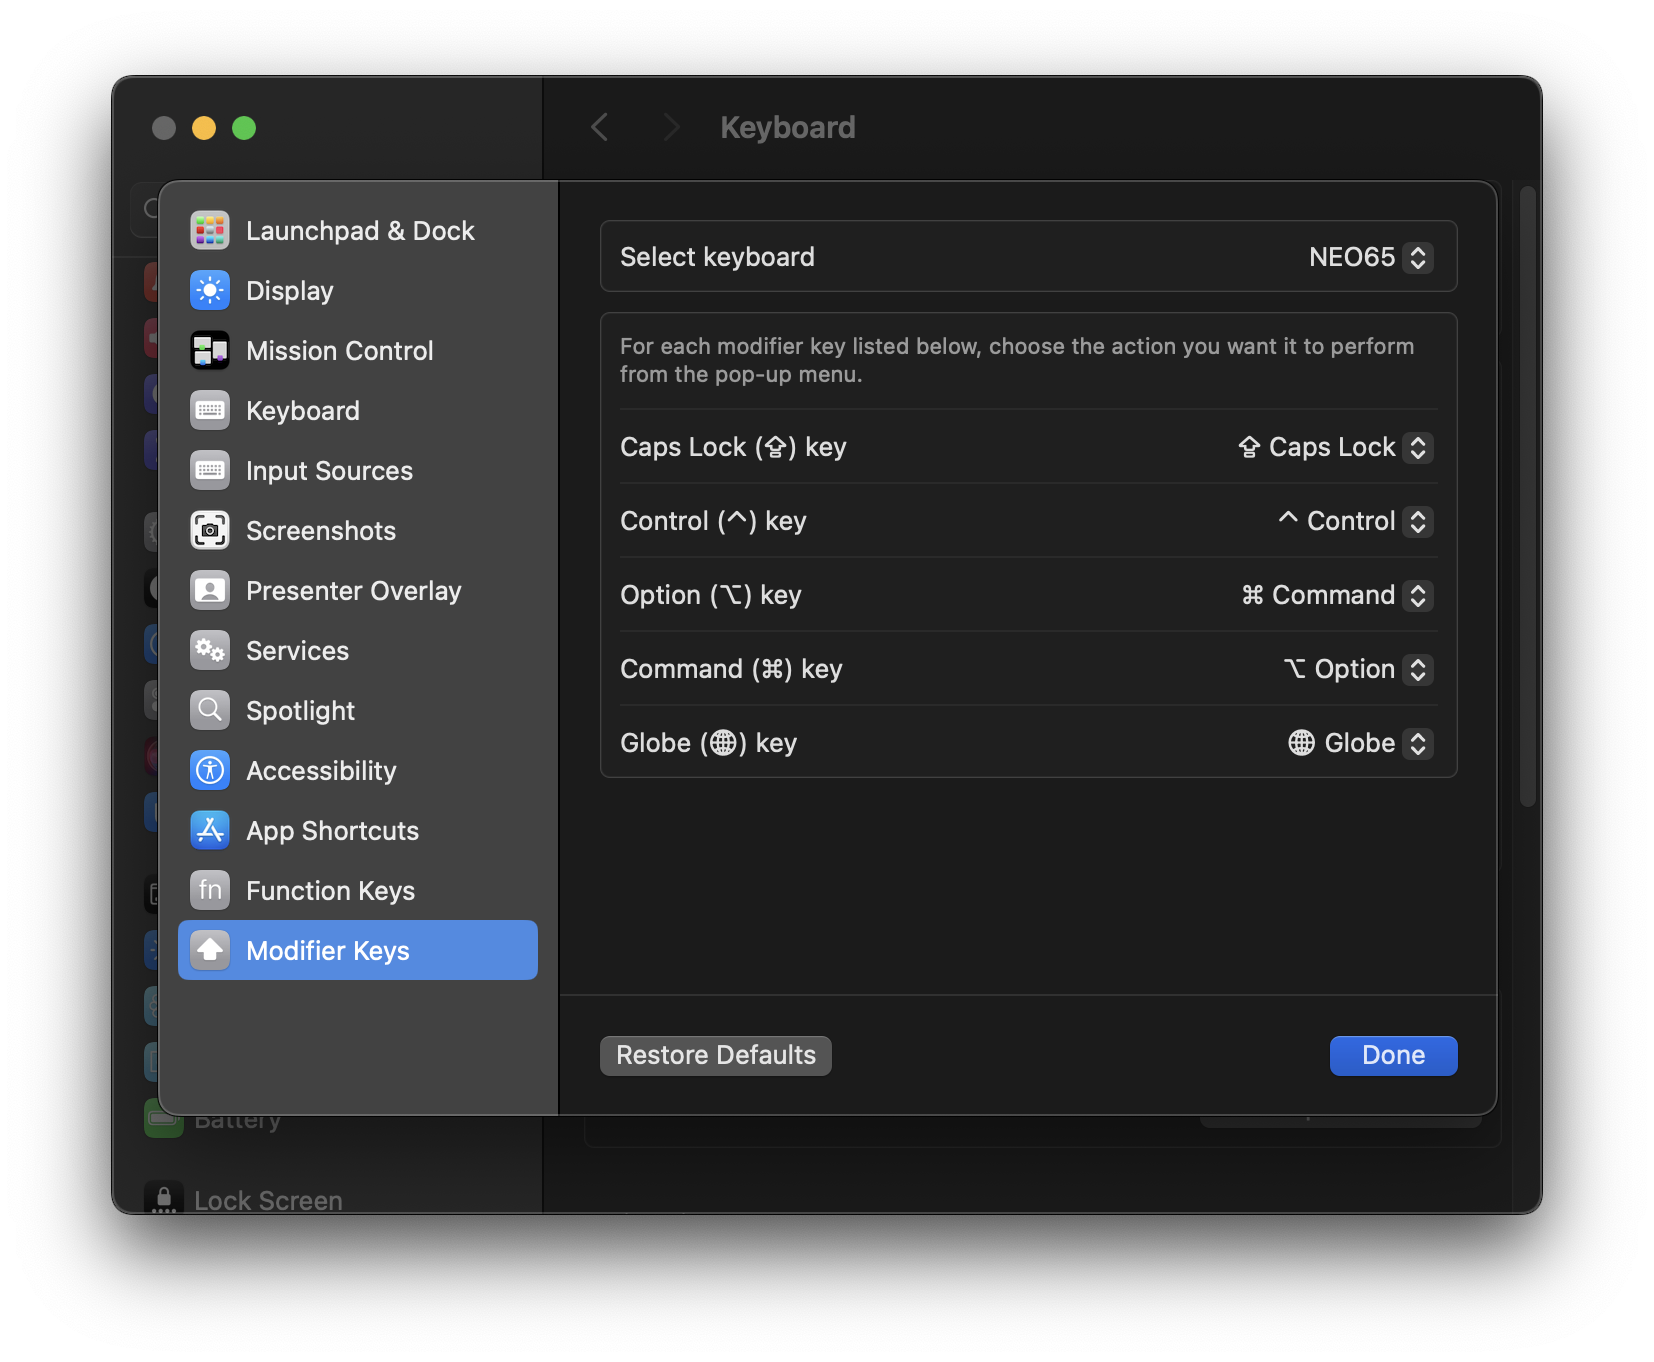 Keyboard
Launchpad & Dock
Display
Mission Control
Keyboard
Input Sources
Screenshots
Presenter Overlay
Services
Spotlight
Accessibility
App Shortcuts
fn Function Keys
Modifier Keys
Battery
Lock Screen
Select keyboard NEO65
For each modifier key listed below, choose the action you want it to perform
from the pop-up menu.
Caps Lock (⇪) key ⇪ Caps Lock
Control (^) key ^ Control
Option (⌥) key ⌘ Command
Command (⌘) key ⌥ Option
Globe (🌐) key 🌐 Globe
Restore Defaults Done